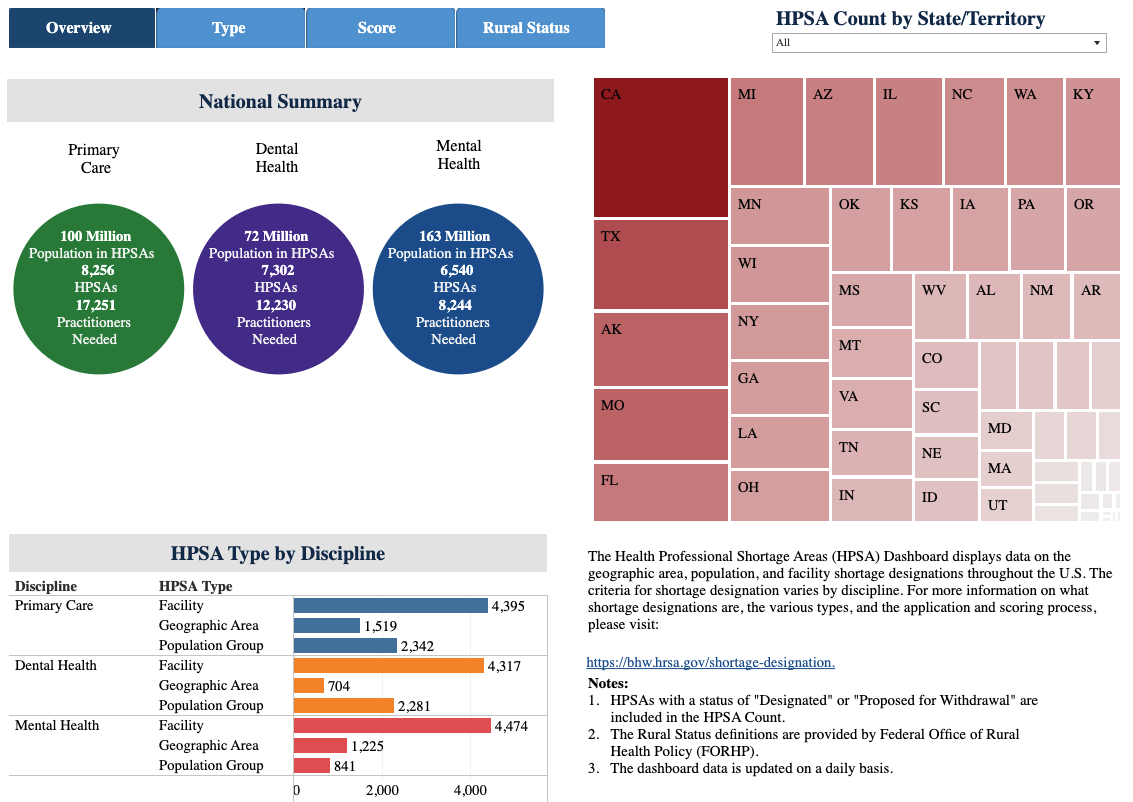 Overview
Type
Score
Rural Status
HPSA Count by State/Territory
All
National Summary
Primary
Care
Dental
Health
Mental
Health
100 Million
Population in HPSAs
8,256
HPSAs
17,251
Practitioners
Needed
72 Million
Population in HPSAs
7,302
HPSAs
12,230
Practitioners
Needed
163 Million
Population in HPSAs
6,540
HPSAs
8,244
Practitioners
Needed
CA
TX
AK
MO
FL
MI
AZ
IL
NC
WA
KY
MN
WI
NY
GA
LA
OH
OK
KS
IA
PA
OR
MS
MT
VA
TN
IN
WV
AL
NM
AR
CO
SC
NE
ID
MD
MA
UT
HPSA Type by Discipline
Discipline HPSA Type
Primary Care Facility 4,395
Geographic Area 1,519
Population Group 2,342
Dental Health Facility 4,317
Geographic Area 704
Population Group 2,281
Mental Health Facility 4,474
Geographic Area 1,225
Population Group 841
0 2,000 4,000
The Health Professional Shortage Areas (HPSA) Dashboard displays data on the
geographic area, population, and facility shortage designations throughout the U.S. The
criteria for shortage designation varies by discipline. For more information on what
shortage designations are, the various types, and the application and scoring process,
please visit:
https://bhw.hrsa.gov/shortage-designation.
Notes:
1. HPSAs with a status of "Designated" or "Proposed for Withdrawal" are
included in the HPSA Count.
2. The Rural Status definitions are provided by Federal Office of Rural
Health Policy (FORHP).
3. The dashboard data is updated on a daily basis.